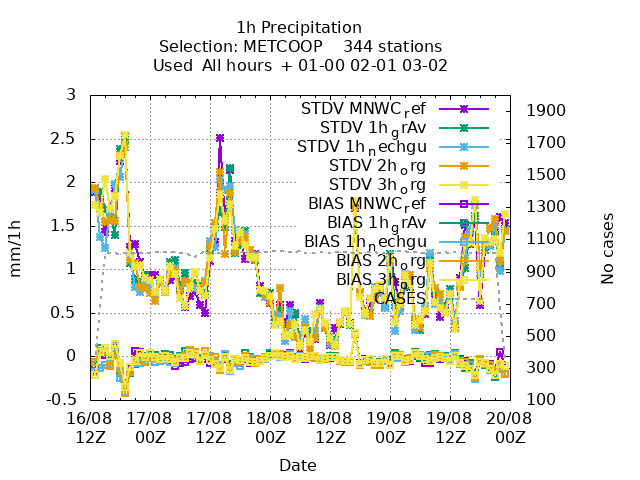 1h Precipitation
Selection: METCOOP 344 stations
Used All hours + 01-00 02-01 03-02
3
2.5
2
1.5
1
0.5
0
-0.5
mm/1h
1900
1700
1500
1300
1100
900
700
500
300
100
No cases
STDV MNWC_ref
STDV 1h_grAv
STDV 1h_nechgu
STDV 2h_org
STDV 3h_org
BIAS MNWC_ref
BIAS 1h_grAv
BIAS 1h_nechgu
BIAS 2h_org
BIAS 3h_org
CASES
16/08 17/08 17/08 18/08 18/08 19/08 19/08 20/08
12Z 00Z 12Z 00Z 12Z 00Z 12Z 00Z
Date